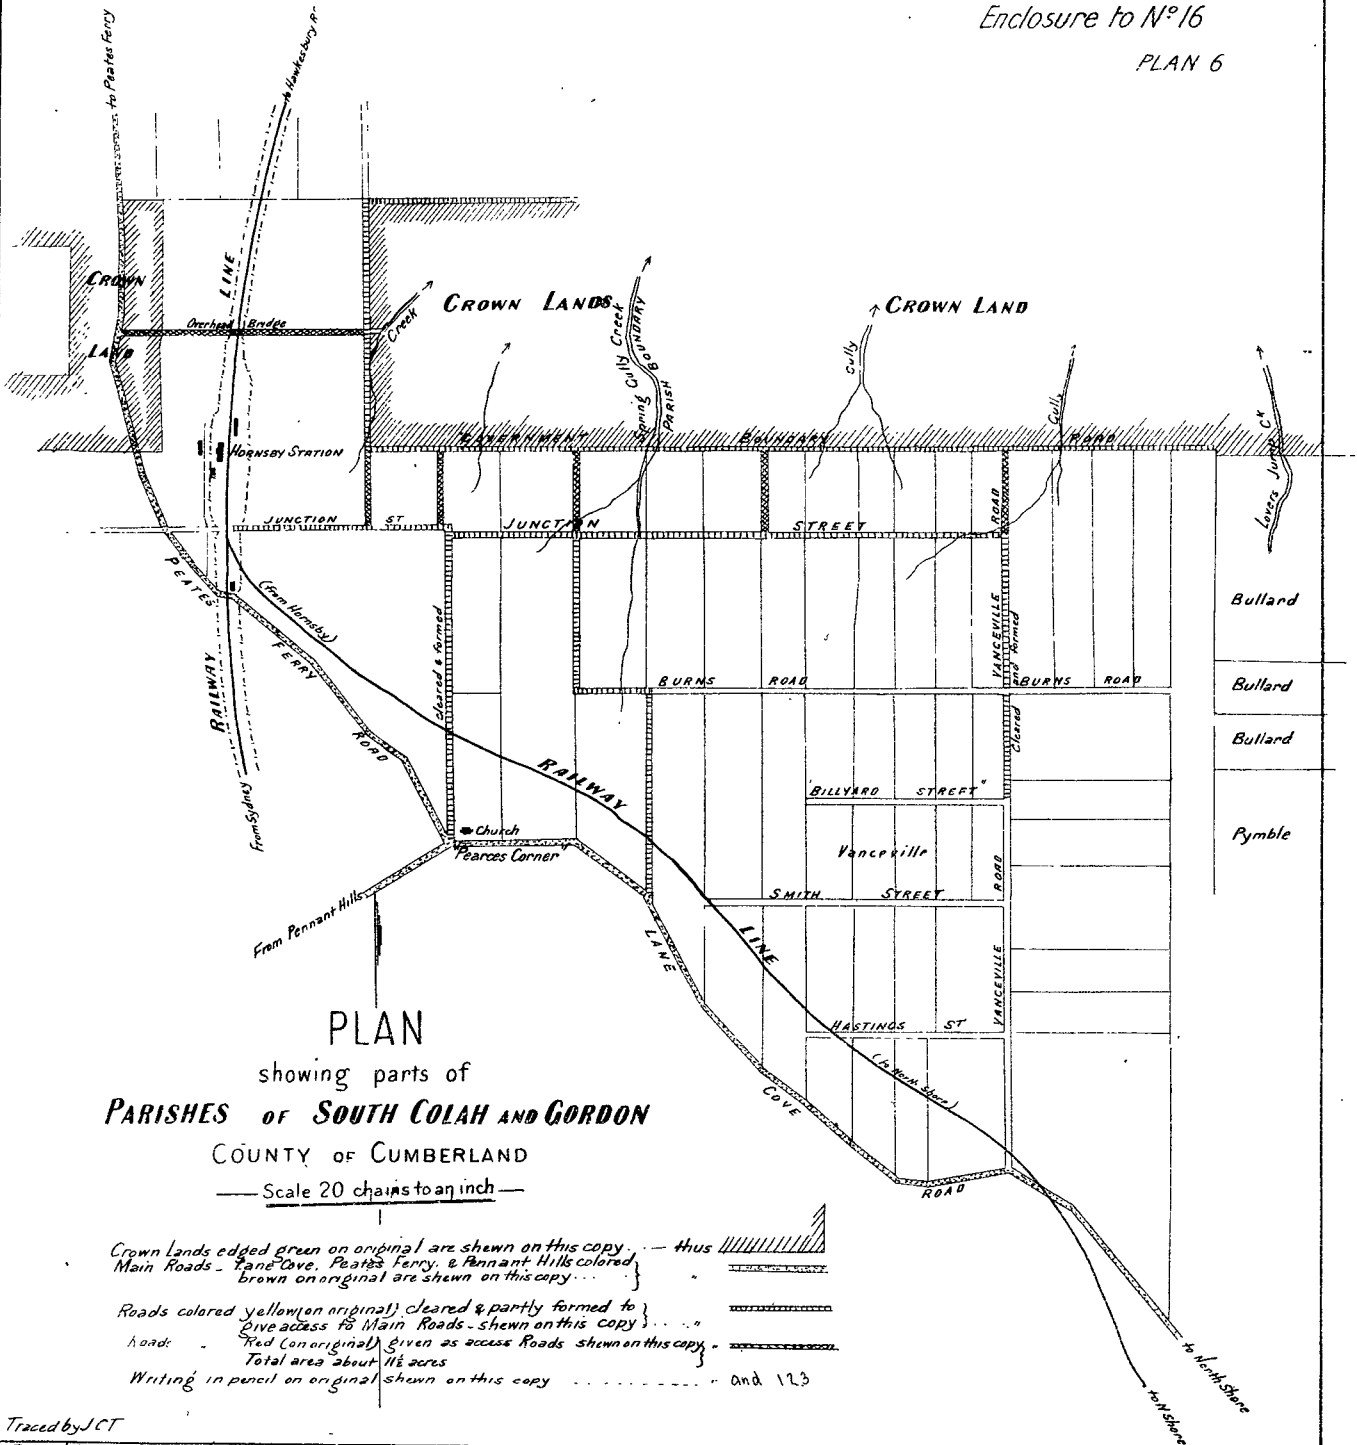 Enclosure to Nº 16
PLAN 6
to Peates Ferry
to Hawkesbury Rr
CROWN
LAND
LINE
Overhead Bridge
Creek
CROWN LANDS
Spring Gully Creek
PARISH BOUNDARY
CROWN LAND
Gully
Gully
Lovers Jump Ck
HORNSBY STATION
GOVERNMENT BOUNDARY ROAD
JUNCTION ST
JUNCTION STREET
ROAD
PEATES FERRY ROAD
(from Hornsby)
cleared & formed
VANCEVILLE
Cleared and formed
Bullard
BURNS ROAD
BURNS ROAD
Bullard
Bullard
RAILWAY
From Sydney
RAILWAY
"BILLYARD STREET"
Church
"Pearces Corner"
Vanceville
ROAD
Pymble
SMITH STREET
From Pennant Hills
LANE
LINE
VANCEVILLE
HASTINGS ST
(to North Shore)
COVE
ROAD
PLAN
showing parts of
PARISHES OF SOUTH COLAH AND GORDON
COUNTY OF CUMBERLAND
Scale 20 chains to an inch
Crown Lands edged green on original are shewn on this copy. — thus
Main Roads - Lane Cove, Peates Ferry, & Pennant Hills colored }
brown on original are shewn on this copy ... } "
Roads colored yellow (on original) cleared & partly formed to }
give access to Main Roads - shewn on this copy } .... "
Roads " Red (on original) given as access Roads shewn on this copy "
Total area about 11½ acres }
Writing in pencil on original shewn on this copy .......... " and 123
to North Shore
to N Shore
Traced by JCT